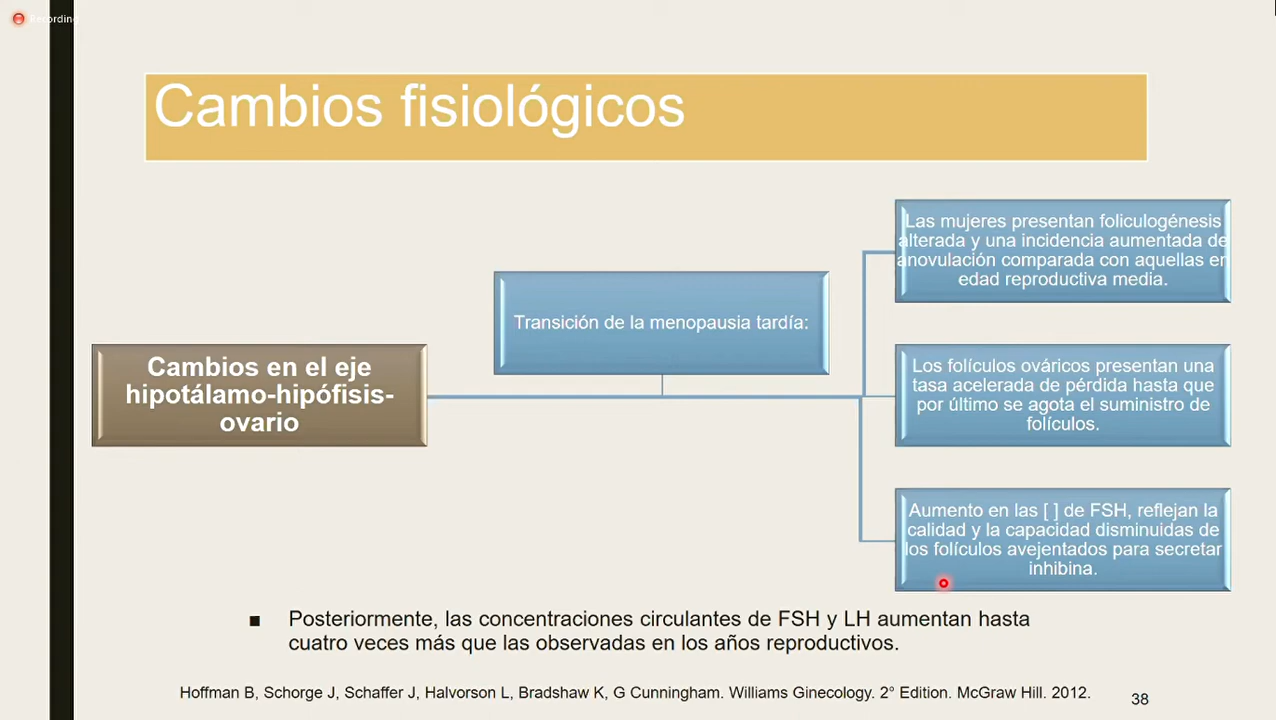 Recording
Cambios fisiológicos
Cambios en el eje
hipotálamo-hipófisis-
ovario
Transición de la menopausia tardía:
Las mujeres presentan foliculogénesis
alterada y una incidencia aumentada de
anovulación comparada con aquellas en
edad reproductiva media.
Los folículos ováricos presentan una
tasa acelerada de pérdida hasta que
por último se agota el suministro de
folículos.
Aumento en las [ ] de FSH, reflejan la
calidad y la capacidad disminuidas de
los folículos avejentados para secretar
inhibina.
■ Posteriormente, las concentraciones circulantes de FSH y LH aumentan hasta
cuatro veces más que las observadas en los años reproductivos.
Hoffman B, Schorge J, Schaffer J, Halvorson L, Bradshaw K, G Cunningham. Williams Ginecology. 2° Edition. McGraw Hill. 2012.
38